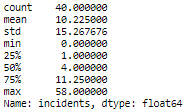 count    40.000000
mean     10.225000
std      15.267676
min       0.000000
25%       1.000000
50%       4.000000
75%      11.250000
max      58.000000
Name: incidents, dtype: float64